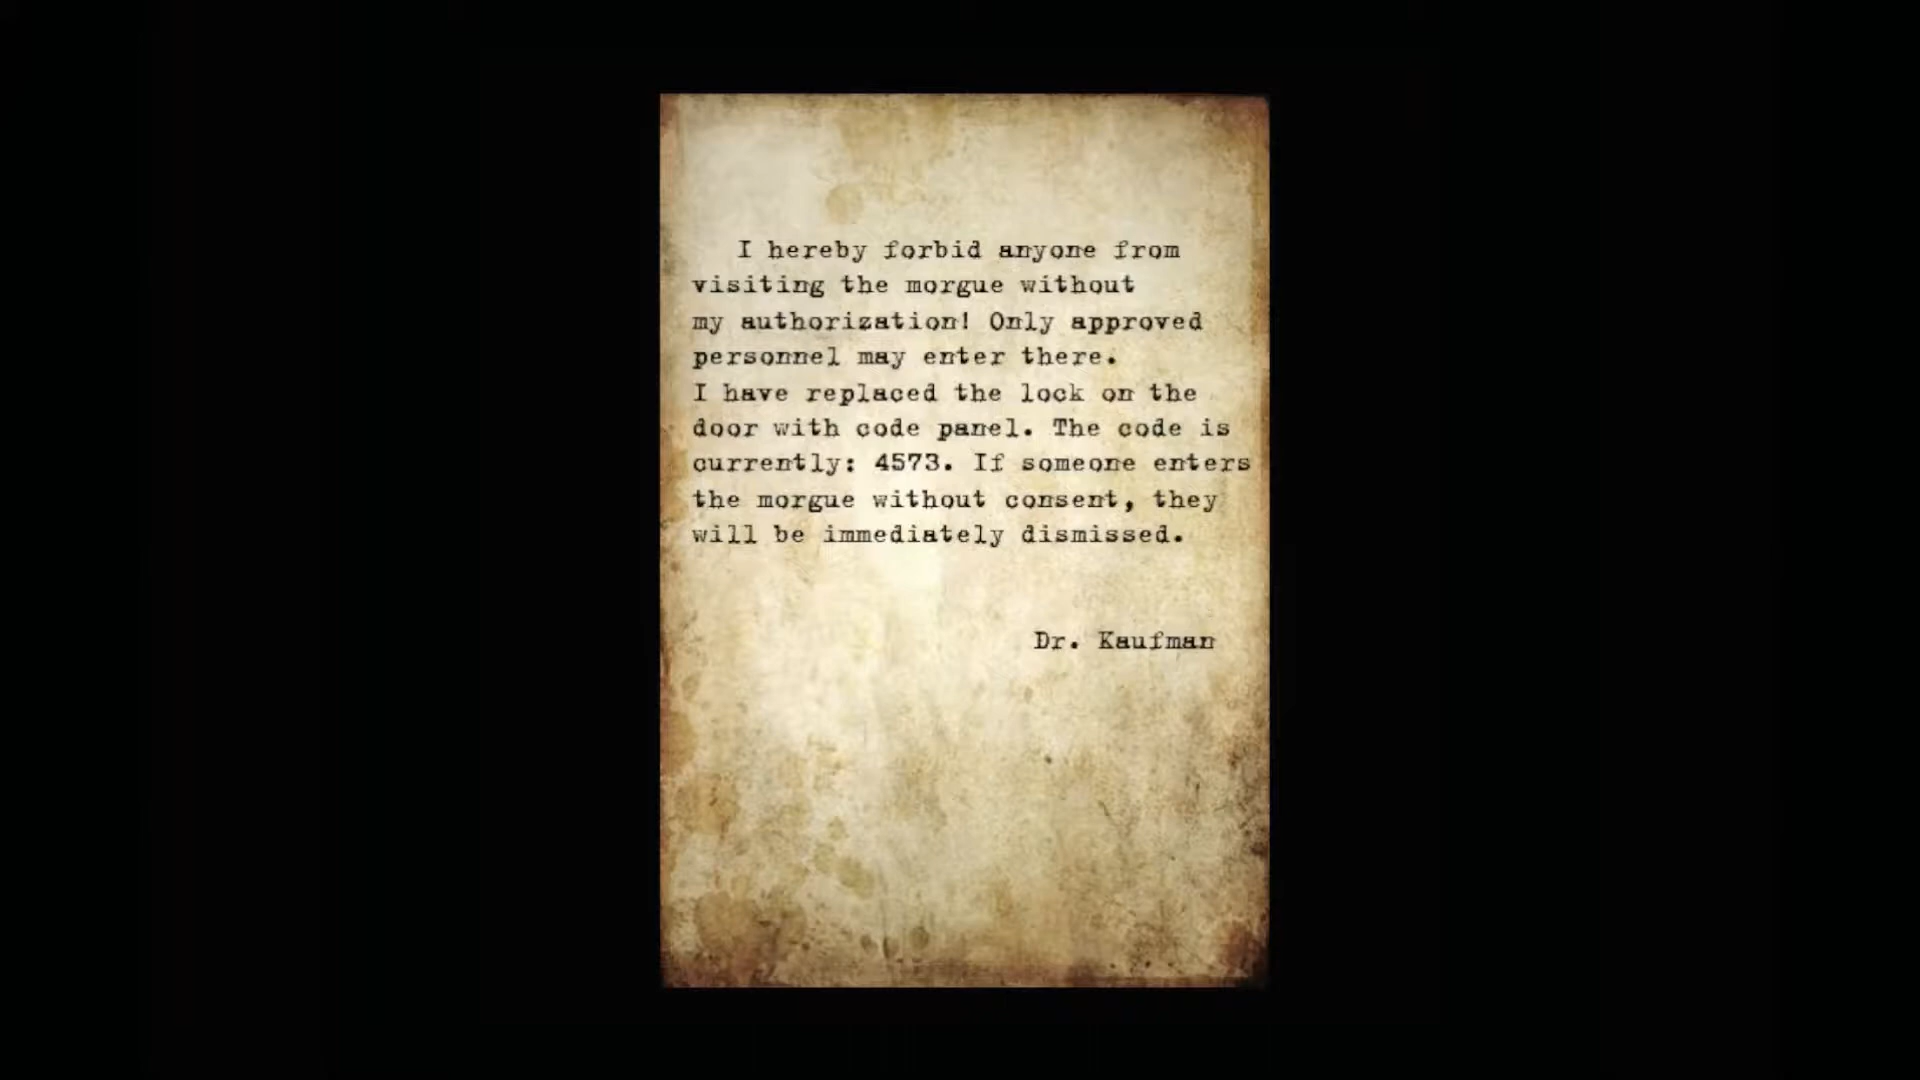 I hereby forbid anyone from
visiting the morgue without
my authorization! Only approved
personnel may enter there.
I have replaced the lock on the
door with code panel. The code is
currently: 4573. If someone enters
the morgue without consent, they
will be immediately dismissed.
Dr. Kaufman